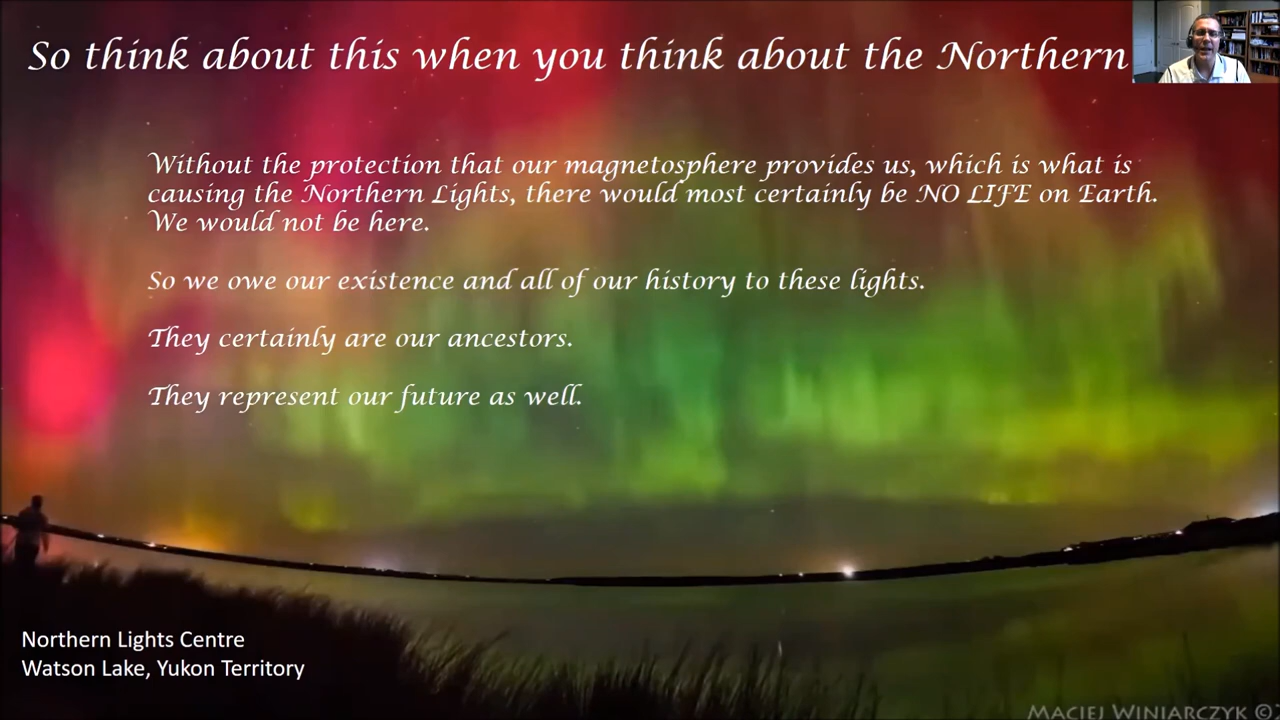 So think about this when you think about the Northern
Without the protection that our magnetosphere provides us, which is what is
causing the Northern Lights, there would most certainly be NO LIFE on Earth.
We would not be here.
So we owe our existence and all of our history to these lights.
They certainly are our ancestors.
They represent our future as well.
Northern Lights Centre
Watson Lake, Yukon Territory
MACIEJ WINIARCZYK ©